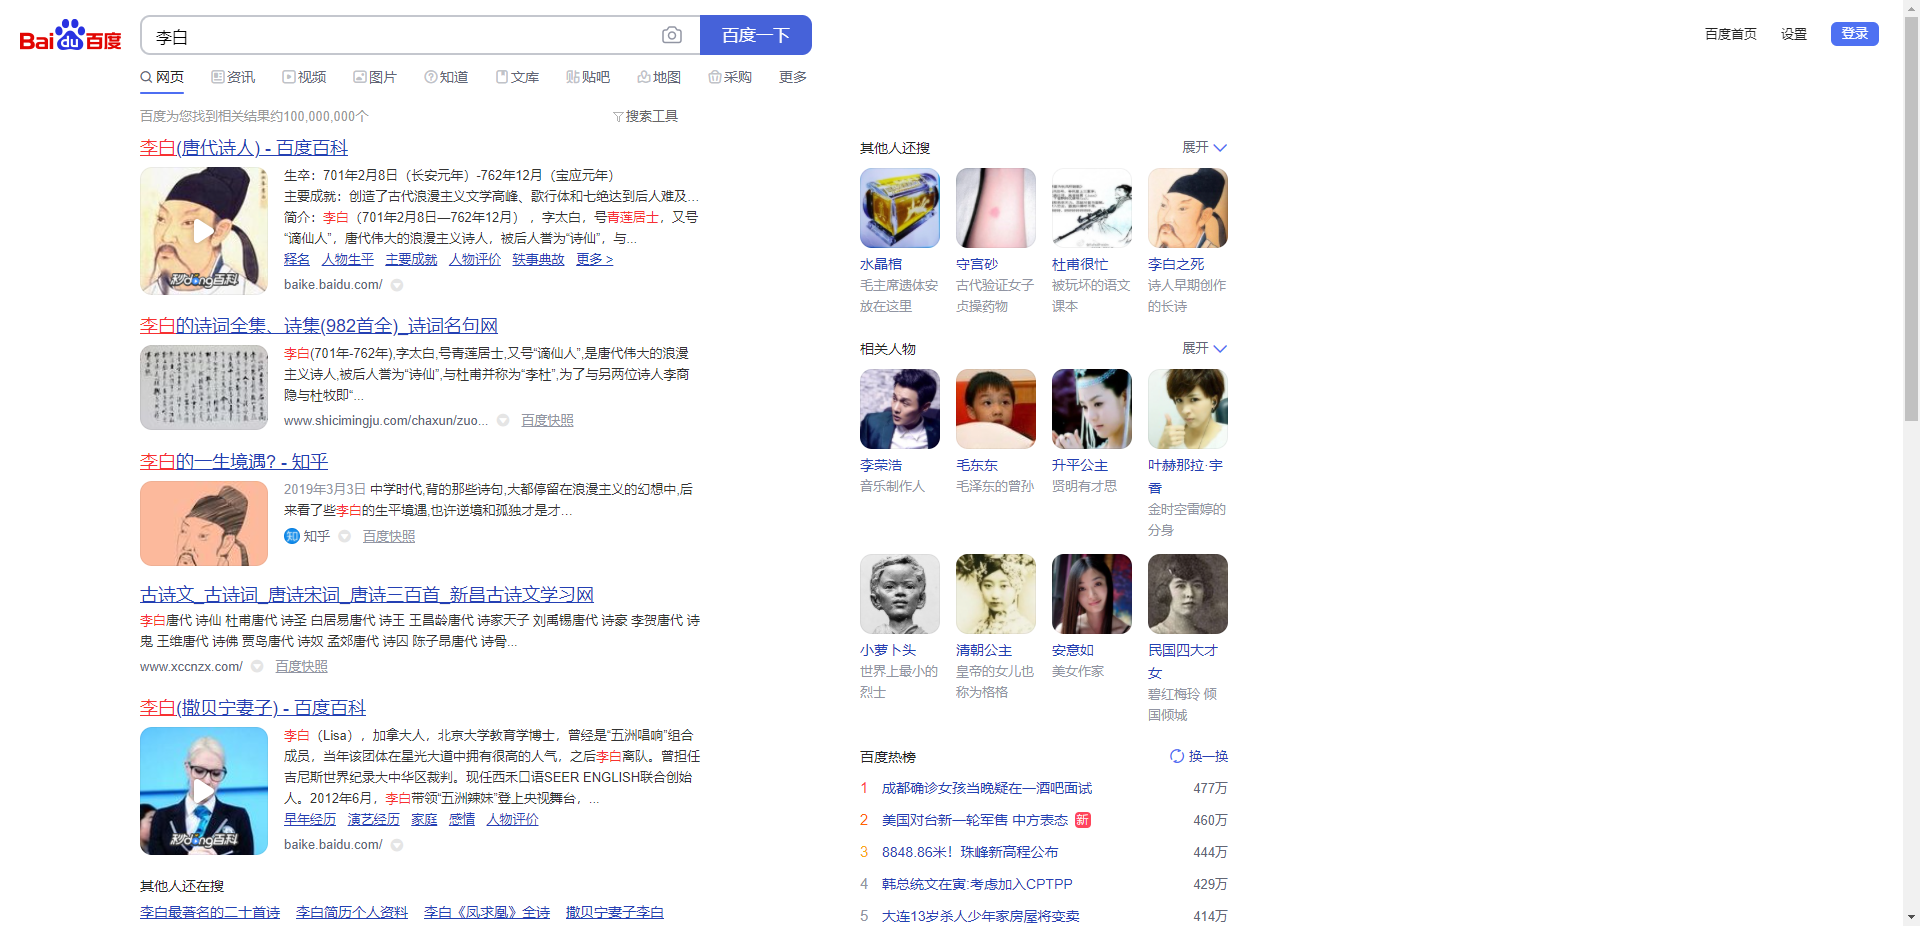 Bai du 百度
李白
百度一下
百度首页 设置 登录
网页 资讯 视频 图片 知道 文库 贴吧 地图 采购 更多
百度为您找到相关结果约100,000,000个
搜索工具
李白(唐代诗人) - 百度百科
生卒：701年2月8日（长安元年）-762年12月（宝应元年）
主要成就：创造了古代浪漫主义文学高峰、歌行体和七绝达到后人难及...
简介：李白（701年2月8日—762年12月），字太白，号青莲居士，又号
“谪仙人”，唐代伟大的浪漫主义诗人，被后人誉为“诗仙”，与...
释名 人物生平 主要成就 人物评价 轶事典故 更多 >
秒dong百科
baike.baidu.com/
李白的诗词全集、诗集(982首全)_诗词名句网
李白(701年-762年),字太白,号青莲居士,又号“谪仙人”,是唐代伟大的浪漫
主义诗人,被后人誉为“诗仙”,与杜甫并称为“李杜”,为了与另两位诗人李商
隐与杜牧即“...
www.shicimingju.com/chaxun/zuo... 百度快照
李白的一生境遇? - 知乎
2019年3月3日 中学时代,背的那些诗句,大都停留在浪漫主义的幻想中,后
来看了些李白的生平境遇,也许逆境和孤独才是才...
知 知乎 百度快照
古诗文_古诗词_唐诗宋词_唐诗三百首_新昌古诗文学习网
李白唐代 诗仙 杜甫唐代 诗圣 白居易唐代 诗王 王昌龄唐代 诗家天子 刘禹锡唐代 诗豪 李贺唐代 诗
鬼 王维唐代 诗佛 贾岛唐代 诗奴 孟郊唐代 诗囚 陈子昂唐代 诗骨...
www.xccnzx.com/ 百度快照
李白(撒贝宁妻子) - 百度百科
李白（Lisa），加拿大人，北京大学教育学博士，曾经是“五洲唱响”组合
成员，当年该团体在星光大道中拥有很高的人气，之后李白离队。曾担任
吉尼斯世界纪录大中华区裁判。现任西禾口语SEER ENGLISH联合创始
人。2012年6月，李白带领“五洲辣妹”登上央视舞台，...
早年经历 演艺经历 家庭 感情 人物评价
秒dong百科
baike.baidu.com/
其他人还在搜
李白最著名的二十首诗 李白简历个人资料 李白《凤求凰》全诗 撒贝宁妻子李白
其他人还搜 展开
水晶棺 守宫砂 杜甫很忙 李白之死
毛主席遗体安 古代验证女子 被玩坏的语文 诗人早期创作
放在这里 贞操药物 课本 的长诗
相关人物 展开
李荣浩 毛东东 升平公主 叶赫那拉·宇
香
音乐制作人 毛泽东的曾孙 贤明有才思
金时空雷婷的
分身
小萝卜头 清朝公主 安意如 民国四大才
女
世界上最小的 皇帝的女儿也 美女作家
烈士 称为格格
碧红梅玲 倾
国倾城
百度热榜 换一换
1 成都确诊女孩当晚疑在一酒吧面试 477万
2 美国对台新一轮军售 中方表态 新 460万
3 8848.86米！珠峰新高程公布 444万
4 韩总统文在寅:考虑加入CPTPP 429万
5 大连13岁杀人少年家房屋将变卖 414万